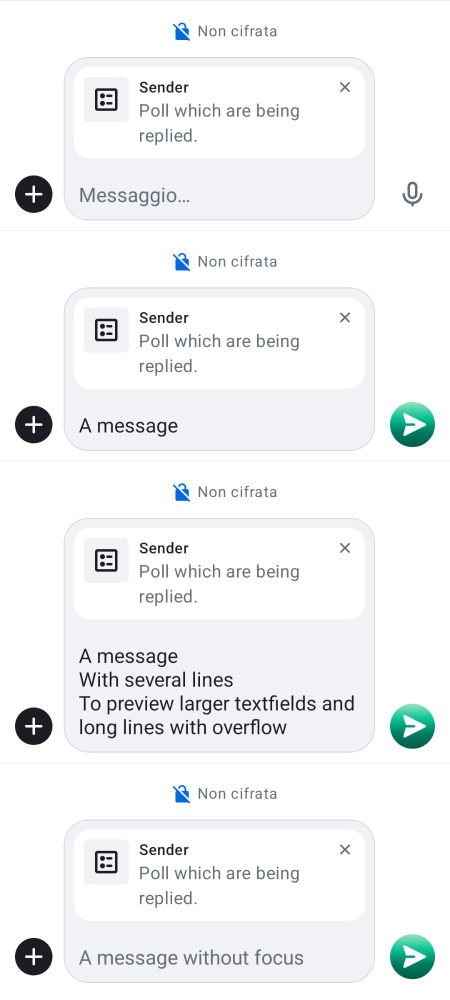 Non cifrata
Sender
Poll which are being
replied.
Messaggio…
Non cifrata
Sender
Poll which are being
replied.
A message
Non cifrata
Sender
Poll which are being
replied.
A message
With several lines
To preview larger textfields and
long lines with overflow
Non cifrata
Sender
Poll which are being
replied.
A message without focus